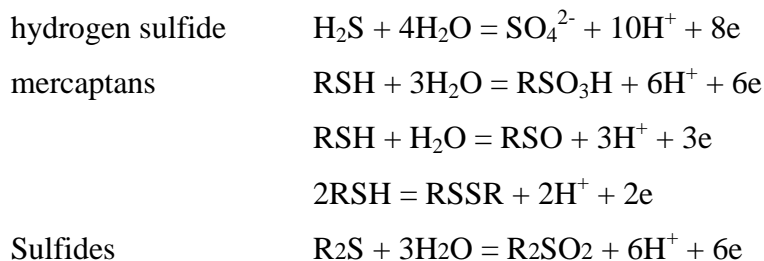 hydrogen sulfide H₂S + 4H₂O = SO₄²⁻ + 10H⁺ + 8e
mercaptans RSH + 3H₂O = RSO₃H + 6H⁺ + 6e
RSH + H₂O = RSO + 3H⁺ + 3e
2RSH = RSSR + 2H⁺ + 2e
Sulfides R₂S + 3H₂O = R₂SO₂ + 6H⁺ + 6e